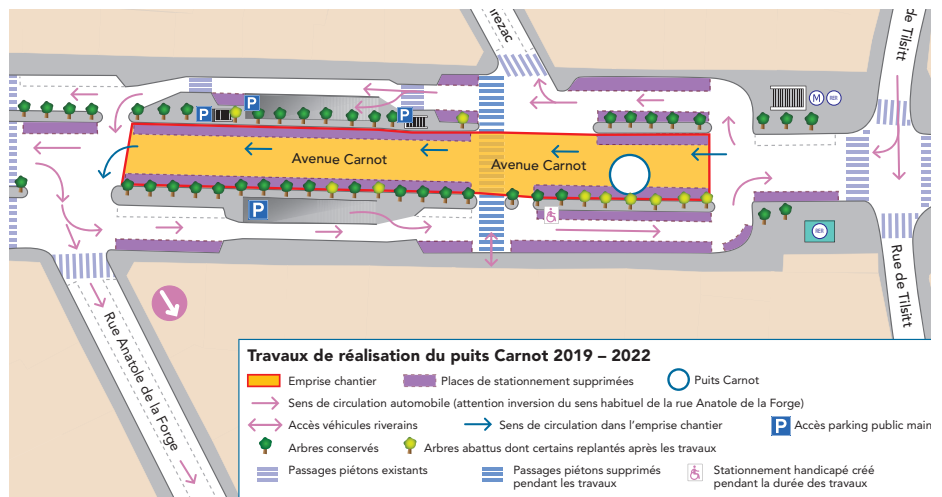 irezac
de Tilsitt
P
P
P
M
RER
Avenue Carnot
Avenue Carnot
P
RER
Rue de Tilsitt
Rue Anatole de la Forge
Travaux de réalisation du puits Carnot 2019 – 2022
Emprise chantier
Places de stationnement supprimées
Puits Carnot
Sens de circulation automobile (attention inversion du sens habituel de la rue Anatole de la Forge)
Accès véhicules riverains
Sens de circulation dans l'emprise chantier
P Accès parking public main
Arbres conservés
Arbres abattus dont certains replantés après les travaux
Passages piétons existants
Passages piétons supprimés
pendant les travaux
Stationnement handicapé créé
pendant la durée des travaux